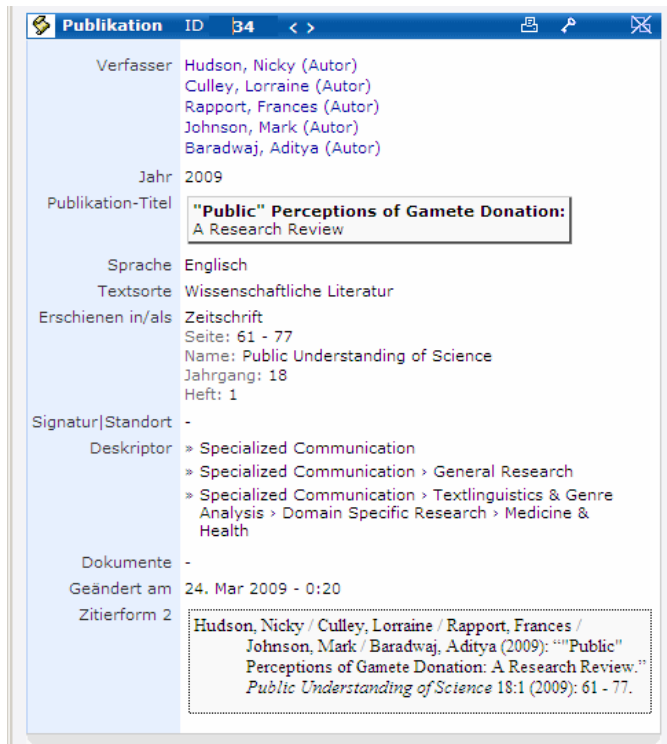 Publikation ID 34 < >
Verfasser Hudson, Nicky (Autor)
Culley, Lorraine (Autor)
Rapport, Frances (Autor)
Johnson, Mark (Autor)
Baradwaj, Aditya (Autor)
Jahr 2009
Publikation-Titel "Public" Perceptions of Gamete Donation:
A Research Review
Sprache Englisch
Textsorte Wissenschaftliche Literatur
Erschienen in/als Zeitschrift
Seite: 61 - 77
Name: Public Understanding of Science
Jahrgang: 18
Heft: 1
Signatur|Standort -
Deskriptor » Specialized Communication
» Specialized Communication › General Research
» Specialized Communication › Textlinguistics & Genre
Analysis › Domain Specific Research › Medicine &
Health
Dokumente -
Geändert am 24. Mar 2009 - 0:20
Zitierform 2 Hudson, Nicky / Culley, Lorraine / Rapport, Frances /
Johnson, Mark / Baradwaj, Aditya (2009): “"Public"
Perceptions of Gamete Donation: A Research Review.”
Public Understanding of Science 18:1 (2009): 61 - 77.